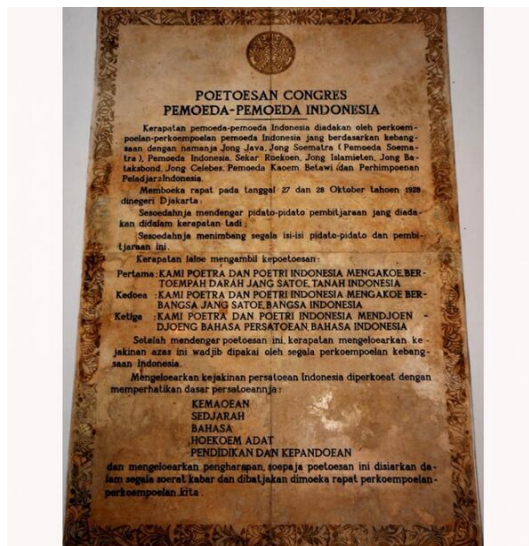 POETOESAN CONGRES
PEMOEDA-PEMOEDA INDONESIA
Kerapatan pemoeda-pemoeda Indonesia diadakan oleh perkoem-
poelan-perkoempoelan pemoeda Indonesia jang berdasarkan kebang-
saan dengan namanja Jong Java, Jong Soematra (Pemoeda Soema-
tra), Pemoeda Indonesia, Sekar Roekoen, Jong Islamieten, Jong Ba-
taksbond, Jong Celebes, Pemoeda Kaoem Betawi dan Perhimpoenan
Peladjar2Indonesia.
Memboeka rapat pada tanggal 27 dan 28 Oktober tahoen 1928
dinegeri Djakarta;
Sesoedahnja mendengar pidato-pidato pembitjaraan jang diada-
kan didalam kerapatan tadi;
Sesoedahnja menimbang segala isi-isi pidato-pidato dan pembi-
tjaraan ini.
Kerapatan laloe mengambil kepoetoesan:
Pertama: KAMI POETRA DAN POETRI INDONESIA MENGAKOE, BER-
TOEMPAH DARAH JANG SATOE, TANAH INDONESIA
Kedoea : KAMI POETRA DAN POETRI INDONESIA MENGAKOE BER-
BANGSA JANG SATOE, BANGSA INDONESIA
Ketiga : KAMI POETRA DAN POETRI INDONESIA MENDJOEN -
DJOENG BAHASA PERSATOEAN, BAHASA INDONESIA
Setelah mendengar poetoesan ini, kerapatan mengeloearkan ke-
jakinan azas ini wadjib dipakai oleh segala perkoempoelan kebang-
saan Indonesia.
Mengeloearkan kejakinan persatoean Indonesia diperkoeat dengan
memperhatikan dasar persatoeannja:
KEMAOEAN
SEDJARAH
BAHASA
HOEKOEM ADAT
PENDIDIKAN DAN KEPANDOEAN
dan mengeloearkan pengharapan, soepaja poetoesan ini disiarkan da-
lam segala soerat kabar dan dibatjakan dimoeka rapat perkoempoelan-
perkoempoelan kita.